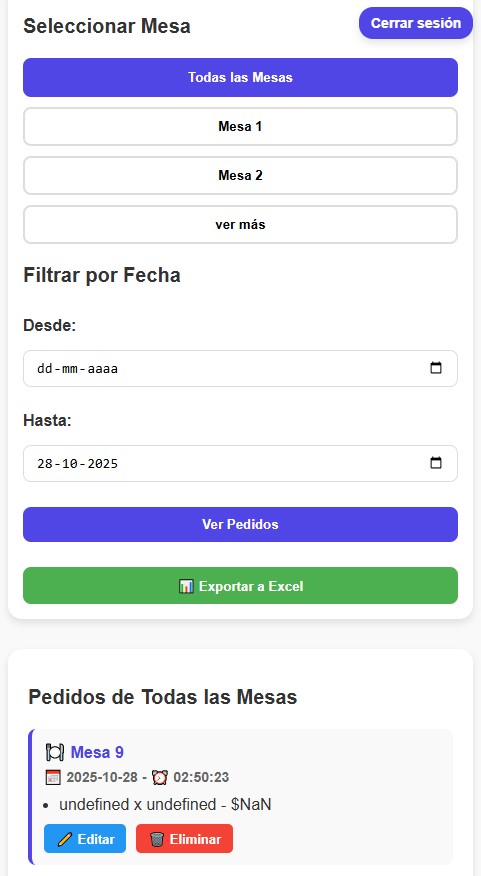 Seleccionar Mesa
Cerrar sesión
Todas las Mesas
Mesa 1
Mesa 2
ver más
Filtrar por Fecha
Desde:
dd-mm-aaaa
Hasta:
28-10-2025
Ver Pedidos
📊 Exportar a Excel
Pedidos de Todas las Mesas
🍽️ Mesa 9
📅 2025-10-28 - ⏰ 02:50:23
• undefined x undefined - $NaN
✏️ Editar
🗑️ Eliminar